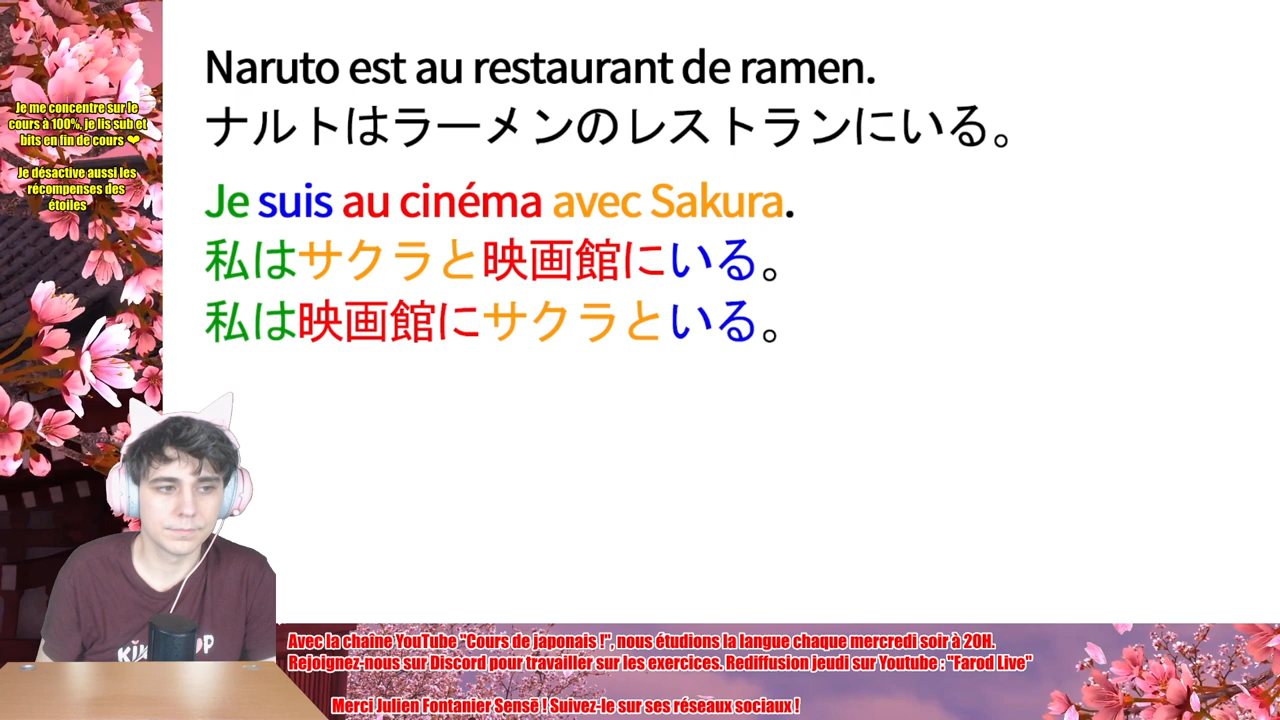 Je me concentre sur le
cours à 100%, je lis sub et
bits en fin de cours ❤
Je désactive aussi les
récompenses des
étoiles
Naruto est au restaurant de ramen.
ナルトはラーメンのレストランにいる。
Je suis au cinéma avec Sakura.
私はサクラと映画館にいる。
私は映画館にサクラといる。
Avec la chaîne YouTube "Cours de japonais !", nous étudions la langue chaque mercredi soir à 20H.
Rejoignez-nous sur Discord pour travailler sur les exercices. Rediffusion jeudi sur Youtube : "Farod Live"
Merci Julien Fontanier Sensē ! Suivez-le sur ses réseaux sociaux !